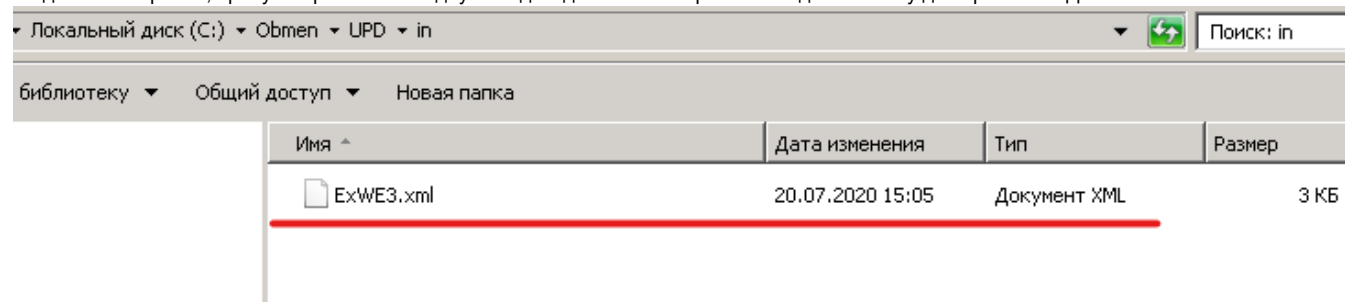 Локальный диск (C:) Obmen UPD in Поиск: in
библиотеку Общий доступ Новая папка
Имя Дата изменения Тип Размер
ExWE3.xml 20.07.2020 15:05 Документ XML 3 КБ